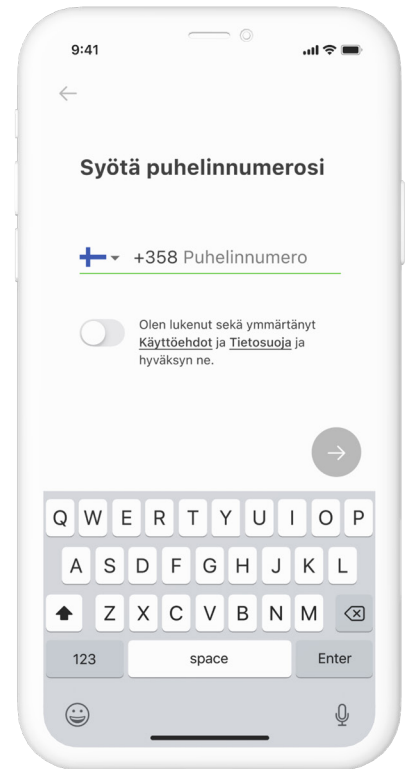 9:41
Syötä puhelinnumerosi
+358 Puhelinnumero
Olen lukenut sekä ymmärtänyt
Käyttöehdot ja Tietosuoja ja
hyväksyn ne.
Q W E R T Y U I O P
A S D F G H J K L
Z X C V B N M
123 space Enter